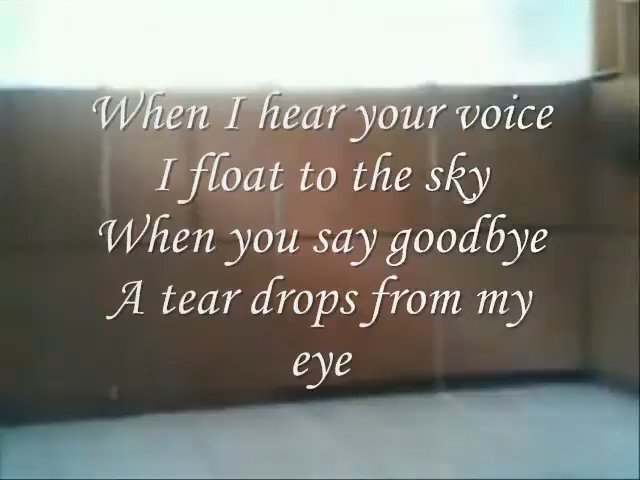 When I hear your voice
I float to the sky
When you say goodbye
A tear drops from my
eye